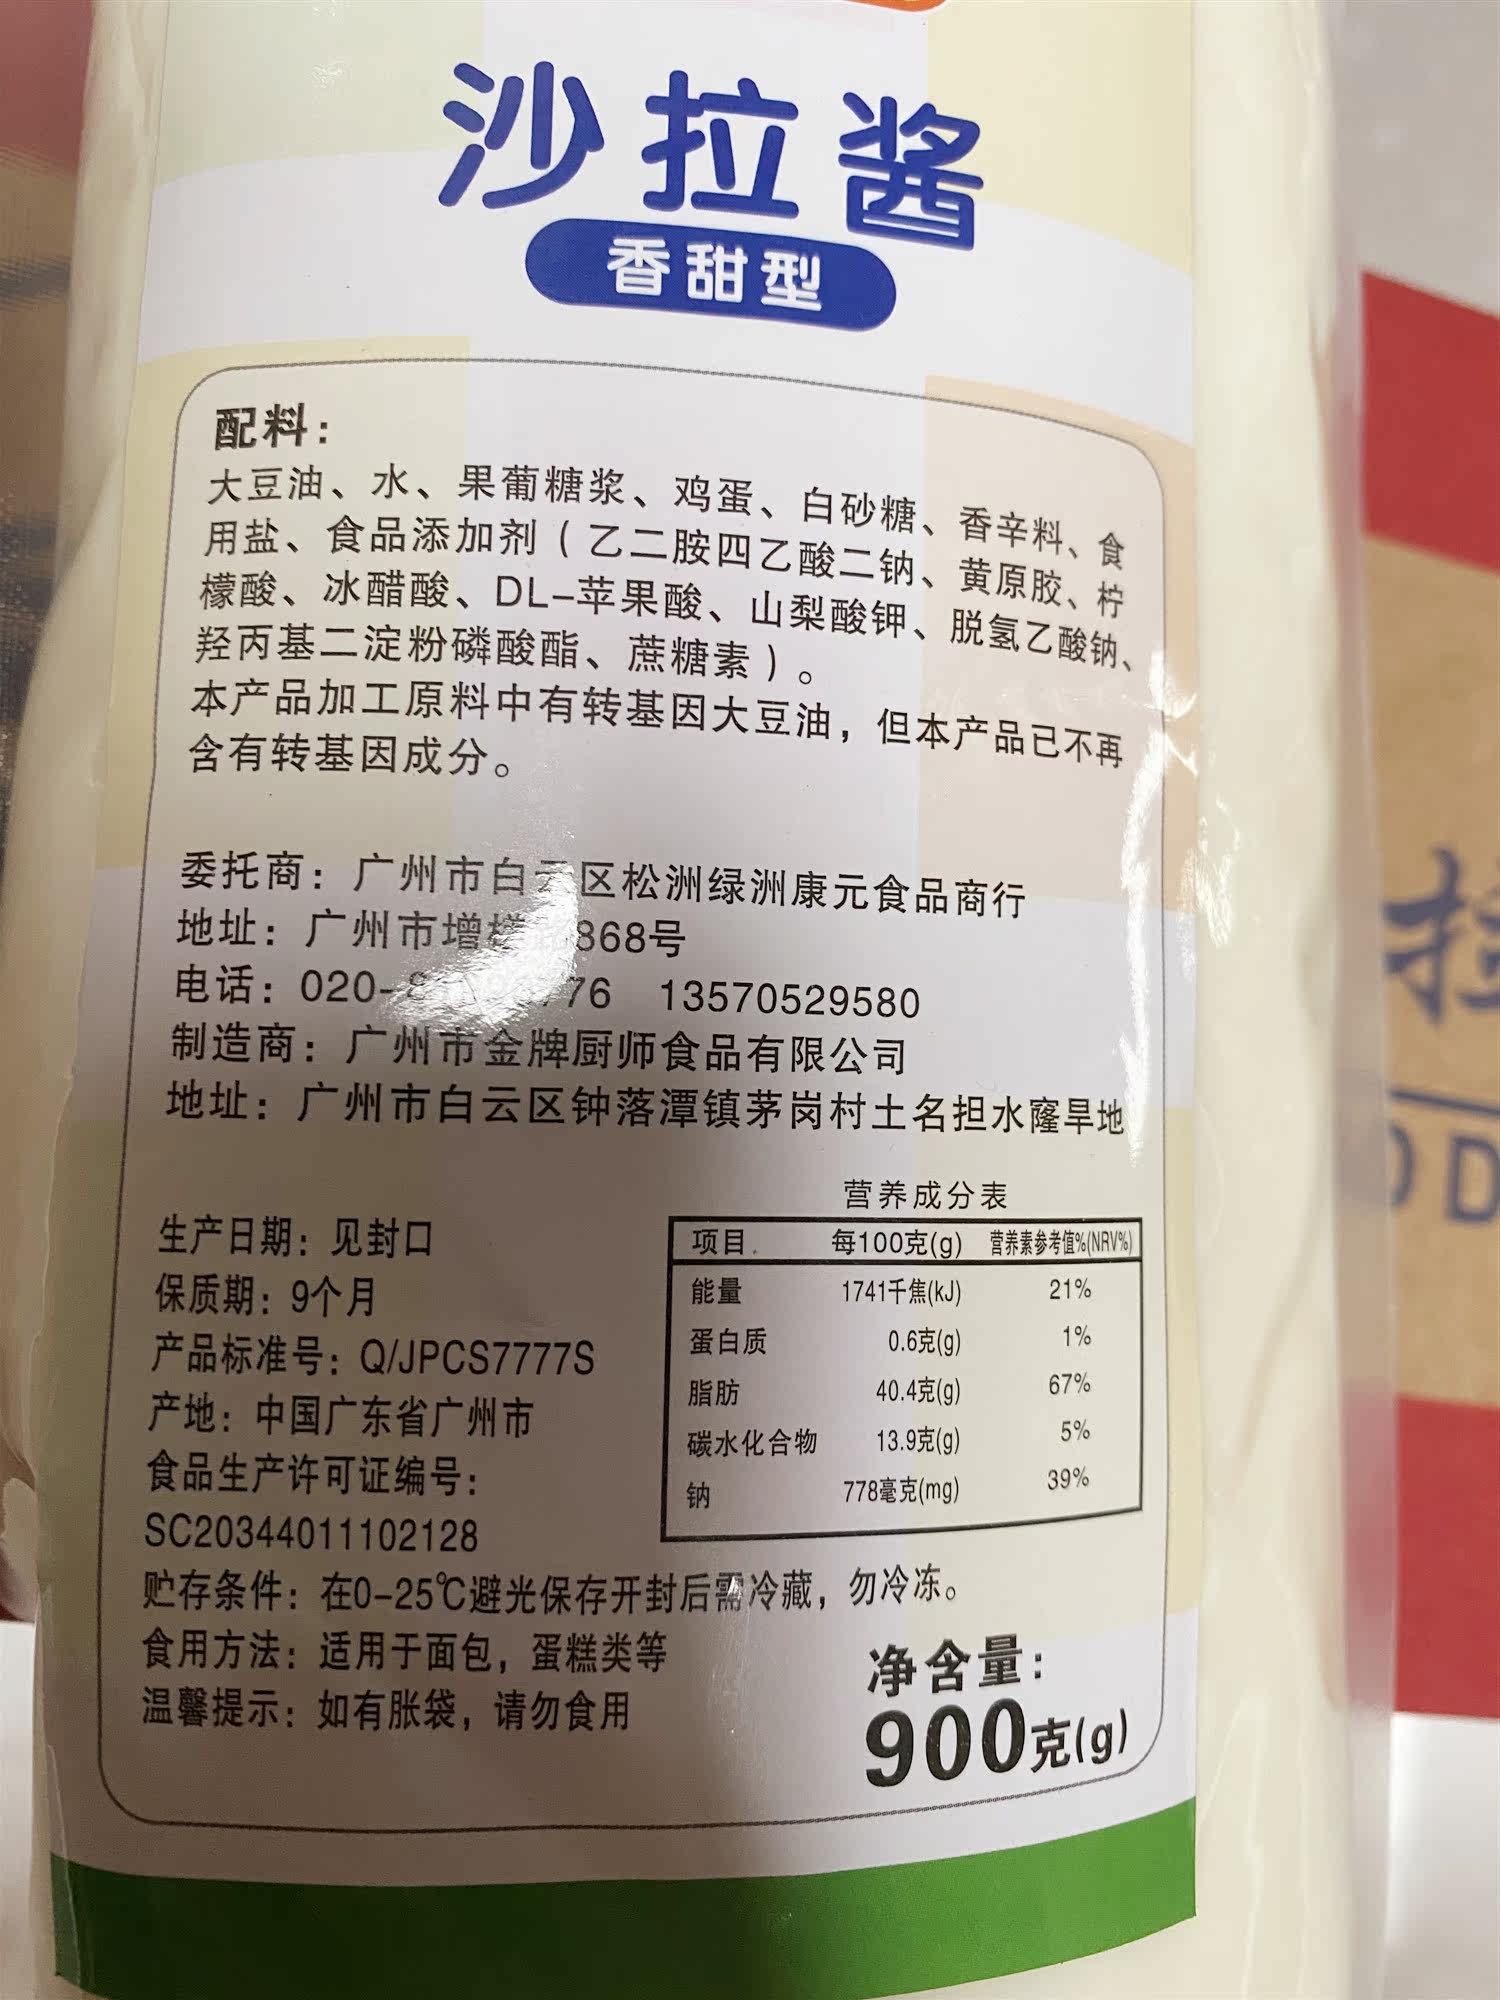 沙拉酱
香甜型
配料：
大豆油、水、果葡糖浆、鸡蛋、白砂糖、香辛料、食
用盐、食品添加剂（乙二胺四乙酸二钠、黄原胶、柠
檬酸、冰醋酸、DL-苹果酸、山梨酸钾、脱氢乙酸钠、
羟丙基二淀粉磷酸酯、蔗糖素）。
本产品加工原料中有转基因大豆油，但本产品已不再
含有转基因成分。
委托商：广州市白云区松洲绿洲康元食品商行
地址：广州市增 868号
电话：020-8 76 13570529580
制造商：广州市金牌厨师食品有限公司
地址：广州市白云区钟落潭镇茅岗村土名担水窿旱地
营养成分表
项目 每100克(g) 营养素参考值%(NRV%)
能量 1741千焦(kJ) 21%
蛋白质 0.6克(g) 1%
脂肪 40.4克(g) 67%
碳水化合物 13.9克(g) 5%
钠 778毫克(mg) 39%
生产日期：见封口
保质期：9个月
产品标准号：Q/JPCS7777S
产地：中国广东省广州市
食品生产许可证编号：
SC20344011102128
贮存条件：在0-25℃避光保存开封后需冷藏，勿冷冻。
食用方法：适用于面包，蛋糕类等
温馨提示：如有胀袋，请勿食用
净含量：
900克(g)
拉
OD